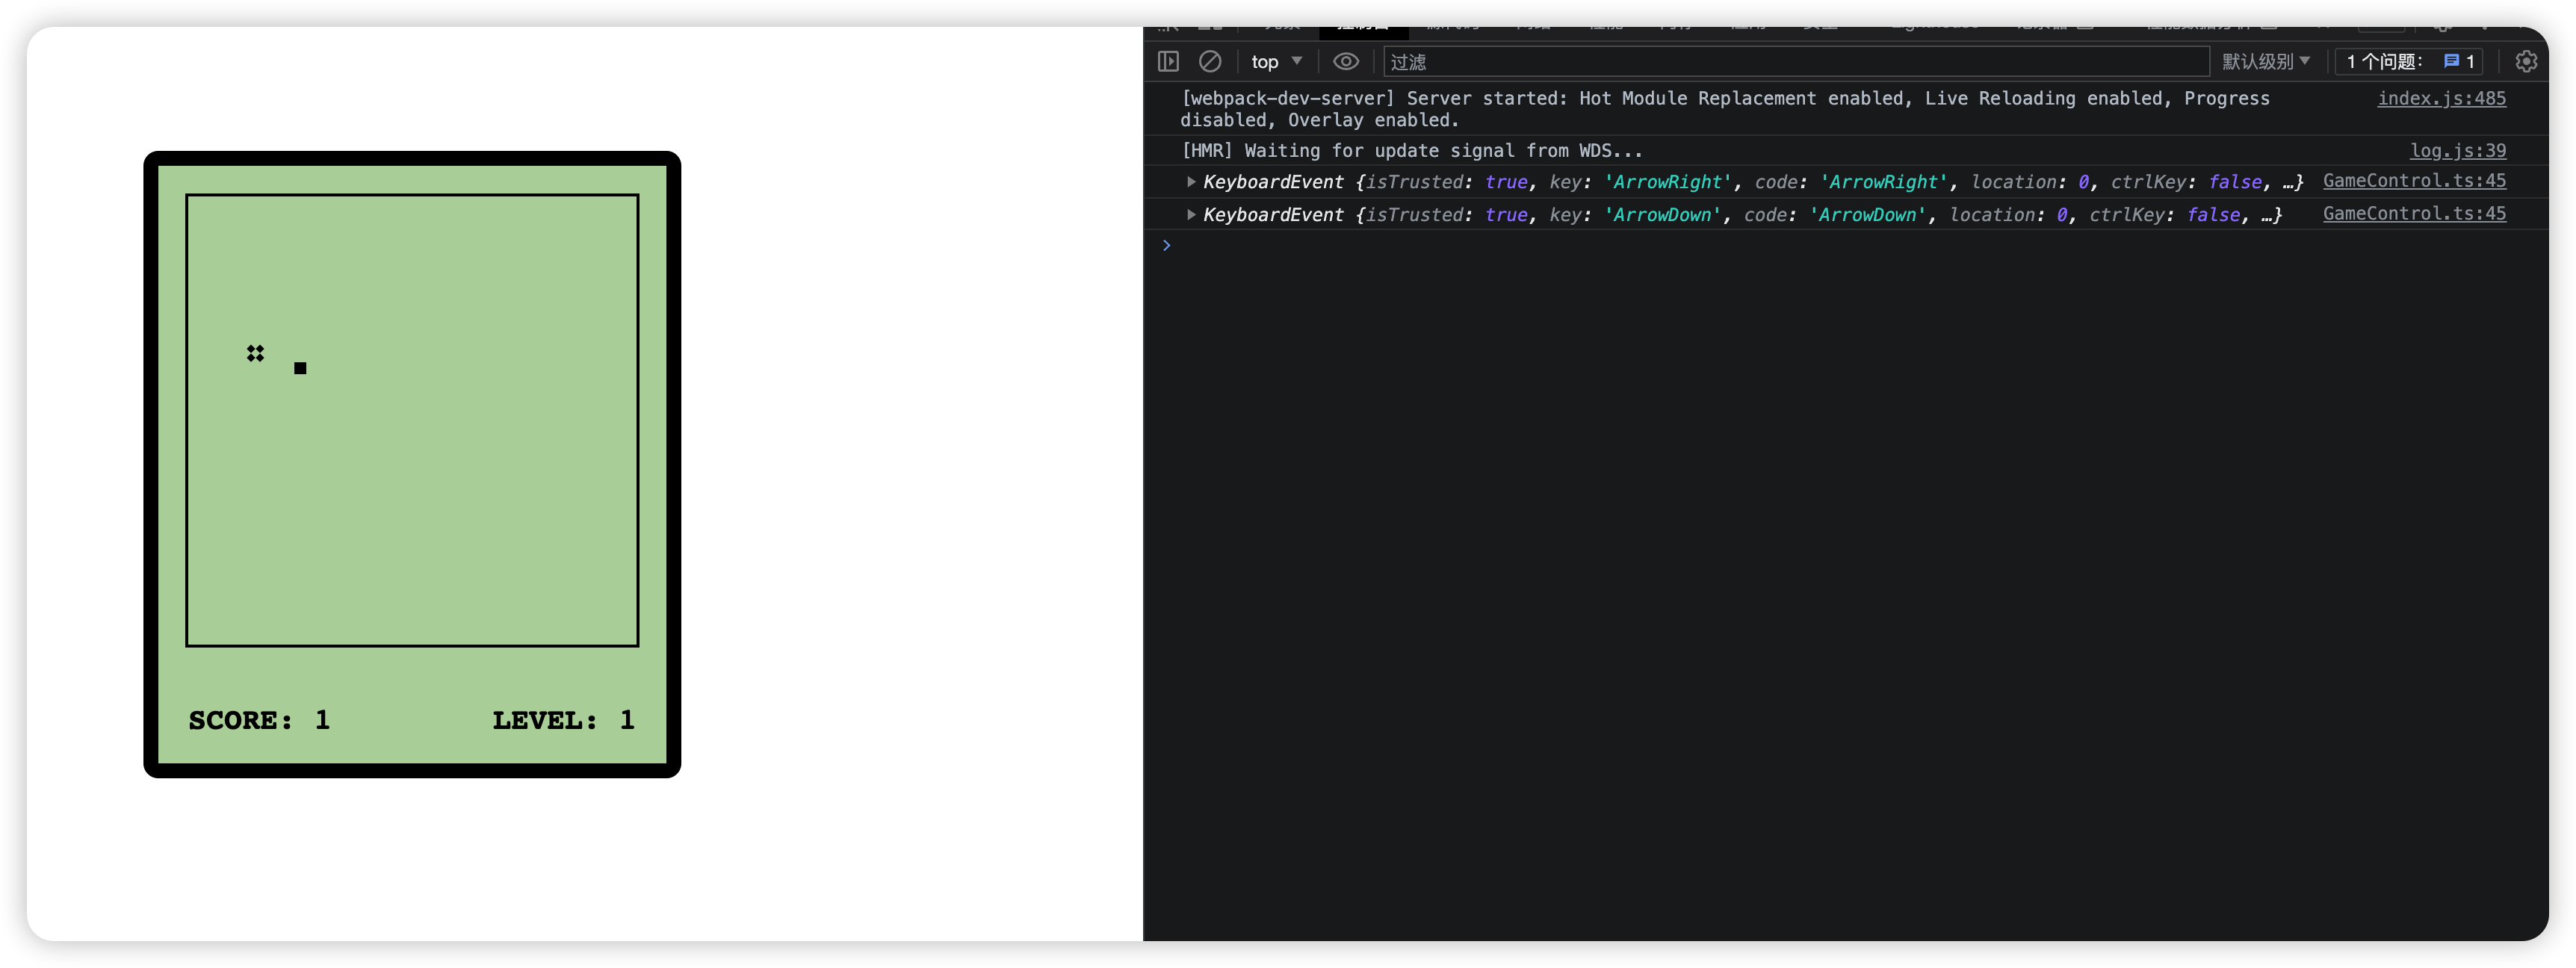 控制台
top
过滤
默认级别
1 个问题:
1
[webpack-dev-server] Server started: Hot Module Replacement enabled, Live Reloading enabled, Progress
disabled, Overlay enabled.
index.js:485
[HMR] Waiting for update signal from WDS...
log.js:39
KeyboardEvent {isTrusted: true, key: 'ArrowRight', code: 'ArrowRight', location: 0, ctrlKey: false, …}
GameControl.ts:45
KeyboardEvent {isTrusted: true, key: 'ArrowDown', code: 'ArrowDown', location: 0, ctrlKey: false, …}
GameControl.ts:45
SCORE: 1
LEVEL: 1